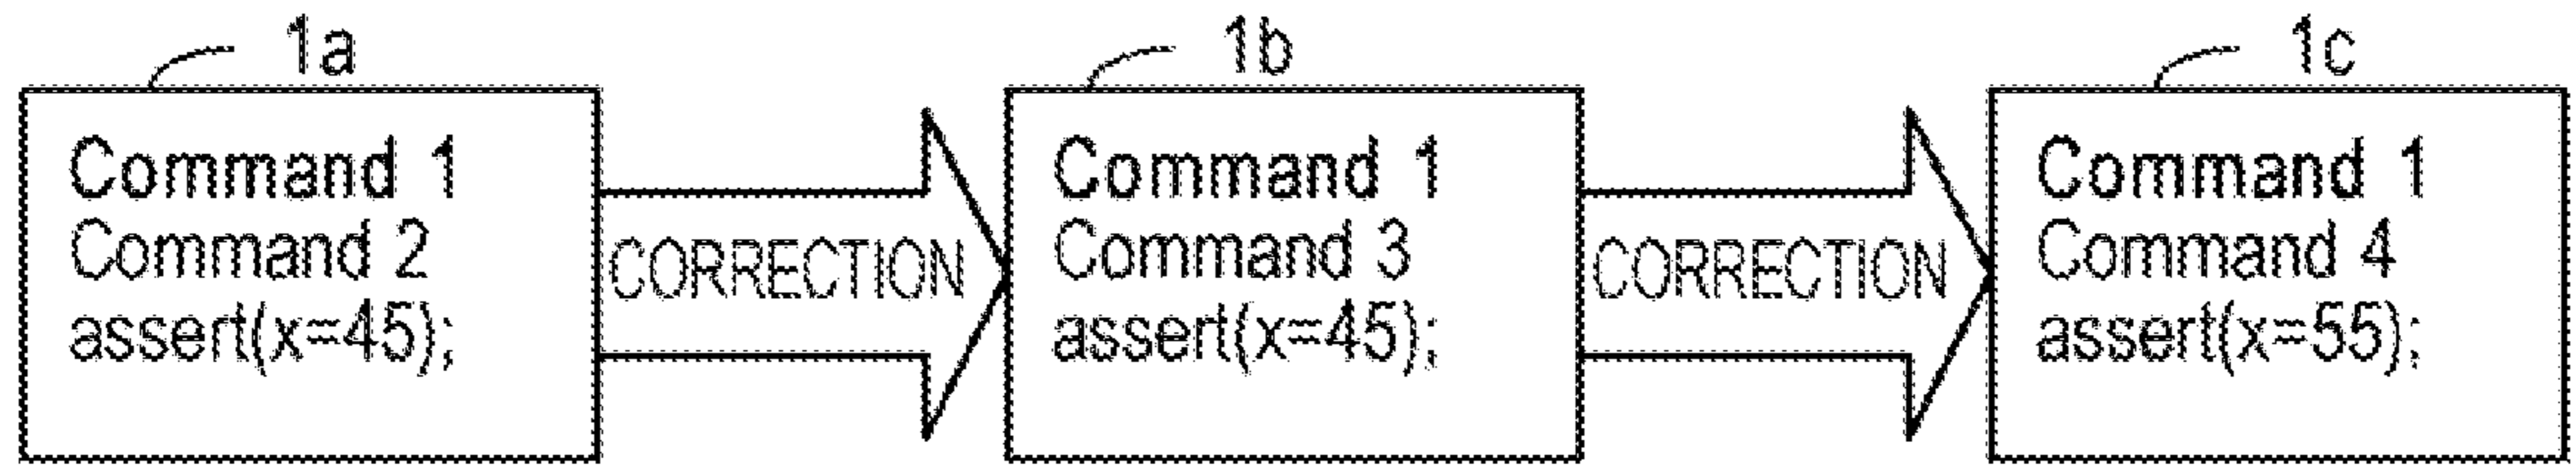 1a
Command 1
Command 2
assert(x=45);
CORRECTION
1b
Command 1
Command 3
assert(x=45);
CORRECTION
1c
Command 1
Command 4
assert(x=55);